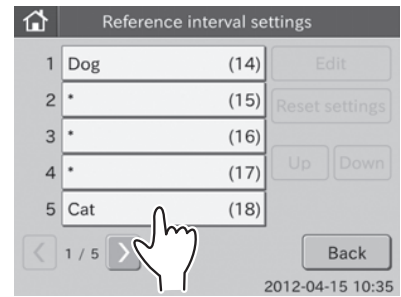 Reference interval settings
1 Dog (14) Edit
2 * (15) Reset settings
3 * (16)
4 * (17) Up Down
5 Cat (18)
< 1 / 5 > Back
2012-04-15 10:35